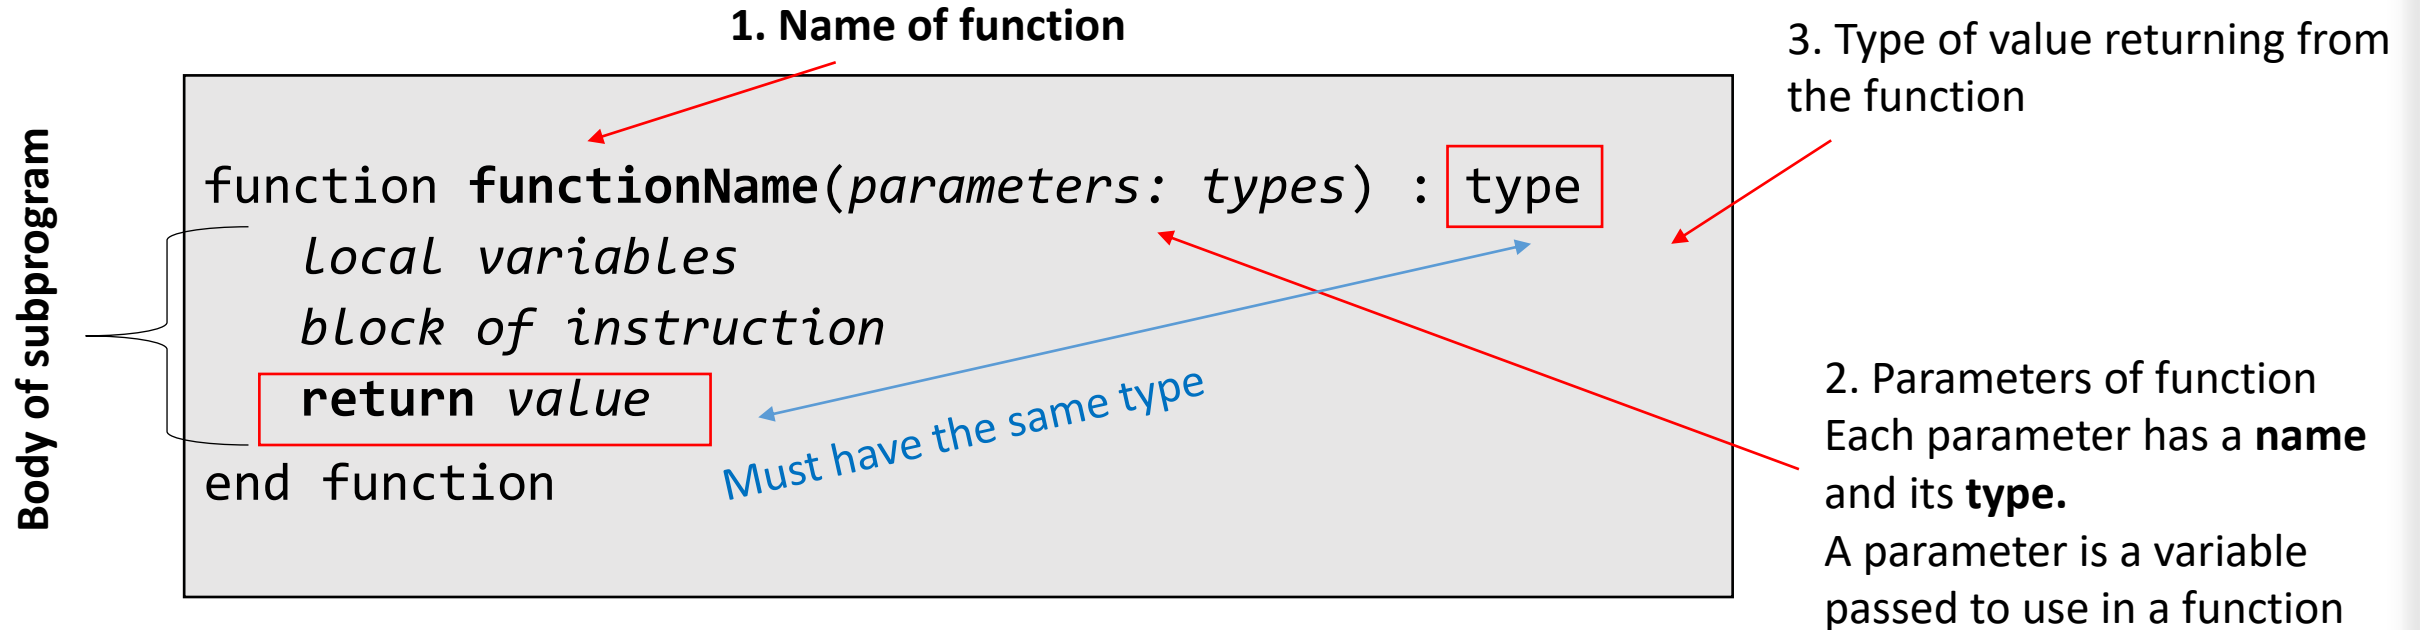 1. Name of function
3. Type of value returning from
the function
Body of subprogram
function functionName(parameters: types) : type
local variables
block of instruction
return value
end function
Must have the same type
2. Parameters of function
Each parameter has a name
and its type.
A parameter is a variable
passed to use in a function